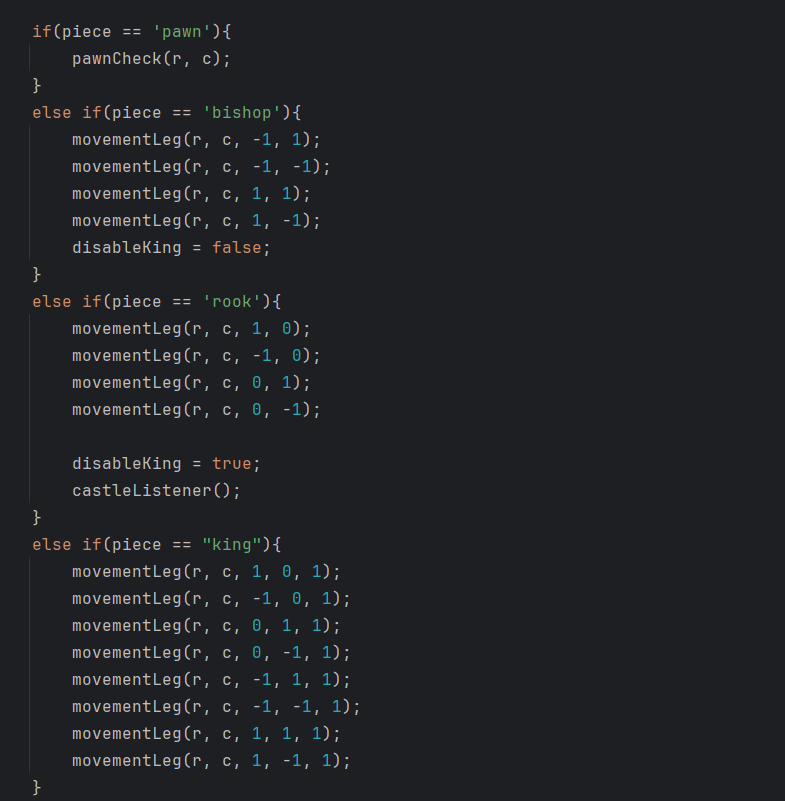 if(piece == 'pawn'){
    pawnCheck(r, c);
}
else if(piece == 'bishop'){
    movementLeg(r, c, -1, 1);
    movementLeg(r, c, -1, -1);
    movementLeg(r, c, 1, 1);
    movementLeg(r, c, 1, -1);
    disableKing = false;
}
else if(piece == 'rook'){
    movementLeg(r, c, 1, 0);
    movementLeg(r, c, -1, 0);
    movementLeg(r, c, 0, 1);
    movementLeg(r, c, 0, -1);

    disableKing = true;
    castleListener();
}
else if(piece == "king"){
    movementLeg(r, c, 1, 0, 1);
    movementLeg(r, c, -1, 0, 1);
    movementLeg(r, c, 0, 1, 1);
    movementLeg(r, c, 0, -1, 1);
    movementLeg(r, c, -1, 1, 1);
    movementLeg(r, c, -1, -1, 1);
    movementLeg(r, c, 1, 1, 1);
    movementLeg(r, c, 1, -1, 1);
}